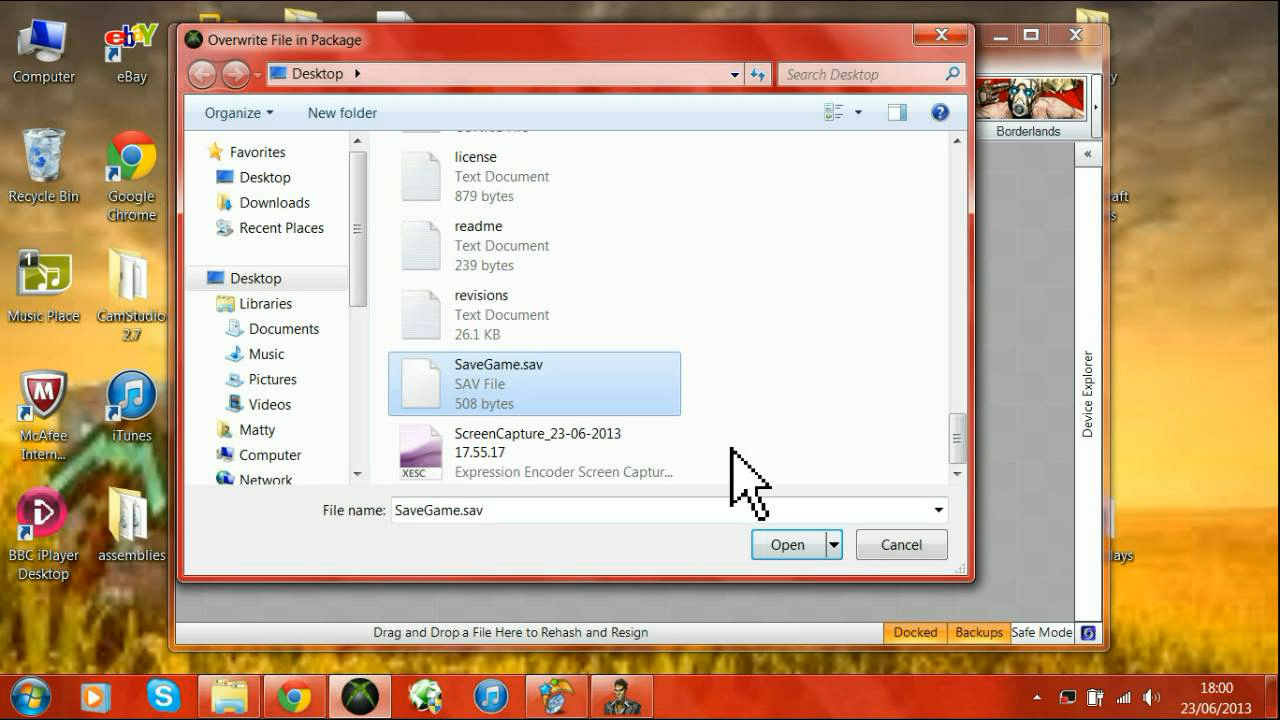 Computer
ebay
eBay
Recycle Bin
Google
Chrome
1
Music Place
CamStudio
2.7
McAfee
Intern...
iTunes
BBC iPlayer
Desktop
assemblies
Overwrite File in Package
Desktop
Search Desktop
Organize
New folder
Favorites
Desktop
Downloads
Recent Places
Desktop
Libraries
Documents
Music
Pictures
Videos
Matty
Computer
Network
license
Text Document
879 bytes
readme
Text Document
239 bytes
revisions
Text Document
26.1 KB
SaveGame.sav
SAV File
508 bytes
XESC
ScreenCapture_23-06-2013
17.55.17
Expression Encoder Screen Captur...
File name: SaveGame.sav
Open
Cancel
Borderlands
«
Device Explorer
aft
s
lays
Drag and Drop a File Here to Rehash and Resign
Docked
Backups
Safe Mode
18:00
23/06/2013